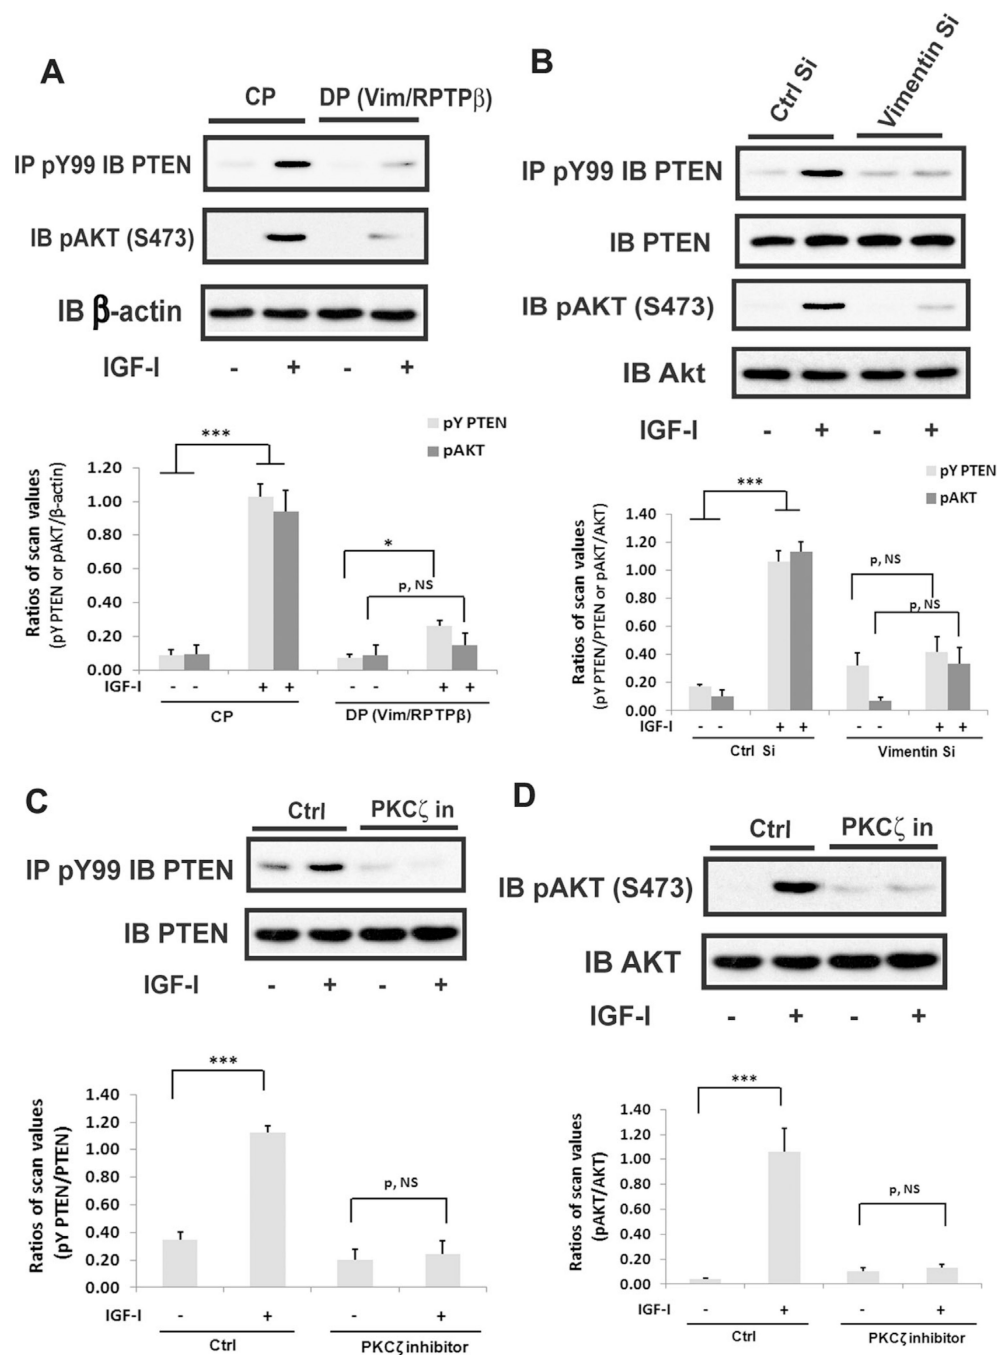 A
CP
DP (Vim/RPTPβ)
IP pY99 IB PTEN
IB pAKT (S473)
IB β-actin
IGF-I - + - +
pY PTEN
pAKT
***
*
p, NS
Ratios of scan values
(pY PTEN or pAKT/β-actin)
1.20
1.00
0.80
0.60
0.40
0.20
0.00
IGF-I - - + + - - + +
CP
DP (Vim/RPTPβ)
B
Ctrl Si
Vimentin Si
IP pY99 IB PTEN
IB PTEN
IB pAKT (S473)
IB Akt
IGF-I - + - +
pY PTEN
pAKT
***
p, NS
p, NS
Ratios of scan values
(pY PTEN/PTEN or pAKT/AKT)
1.40
1.20
1.00
0.80
0.60
0.40
0.20
0.00
IGF-I - - + + - - + +
Ctrl Si
Vimentin Si
C
Ctrl
PKCζ in
IP pY99 IB PTEN
IB PTEN
IGF-I - + - +
***
p, NS
Ratios of scan values
(pY PTEN/PTEN)
1.40
1.20
1.00
0.80
0.60
0.40
0.20
0.00
IGF-I - + - +
Ctrl
PKCζ inhibitor
D
Ctrl
PKCζ in
IB pAKT (S473)
IB AKT
IGF-I - + - +
***
p, NS
Ratios of scan values
(pAKT/AKT)
1.40
1.20
1.00
0.80
0.60
0.40
0.20
0.00
IGF-I - + - +
Ctrl
PKCζ inhibitor